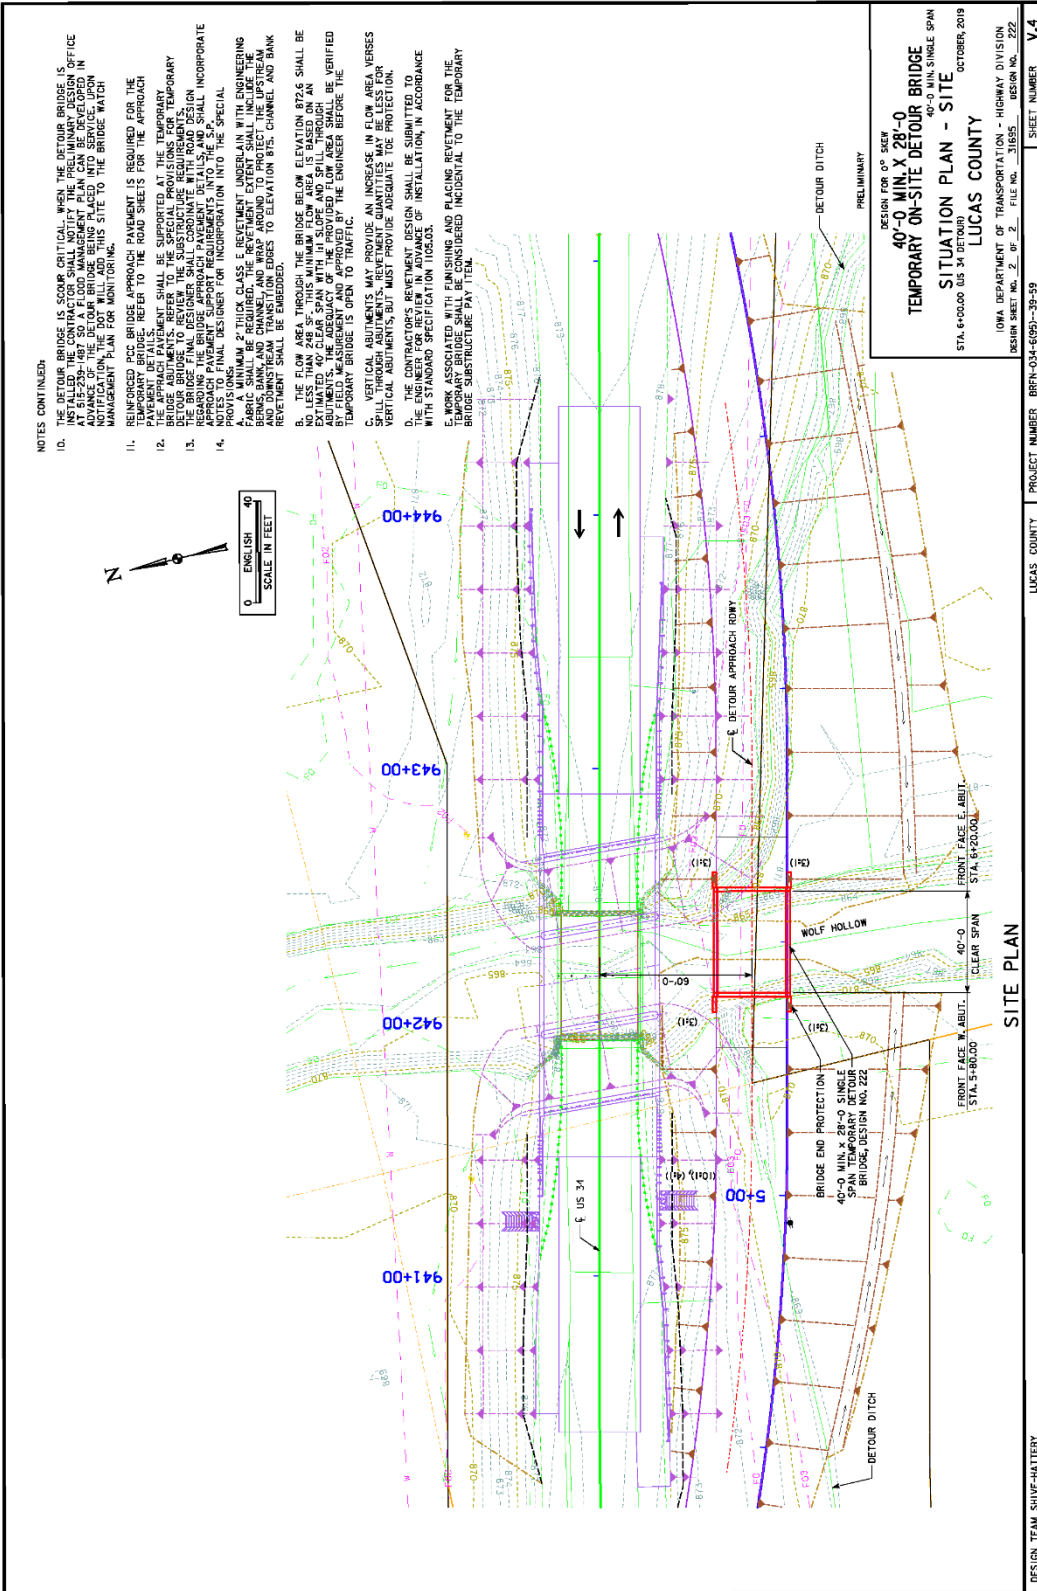 NOTES CONTINUED:
10. THE DETOUR BRIDGE IS SCOUR CRITICAL. WHEN THE DETOUR BRIDGE IS
INSTALLED THE CONTRACTOR SHALL NOTIFY THE PRELIMINARY DESIGN OFFICE
AT 515-239-1487 SO A FLOOD MANAGEMENT PLAN CAN BE DEVELOPED IN
ADVANCE OF THE DETOUR BRIDGE BEING PLACED INTO SERVICE. UPON
NOTIFICATION, THE DOT WILL ADD THIS SITE TO THE BRIDGE WATCH
MANAGEMENT PLAN FOR MONITORING.
11. REINFORCED PCC BRIDGE APPROACH PAVEMENT IS REQUIRED FOR THE
TEMPORARY BRIDGE. REFER TO THE ROAD SHEETS FOR THE APPROACH
PAVEMENT DETAILS.
12. THE APPRACH PAVEMENT SHALL BE SUPPORTED AT THE TEMPORARY
BRIDGE ABUTMENTS. REFER TO THE SPECIAL PROVISIONS FOR TEMPORARY
DETOUR BRIDGE TO REVIEW THE SUBSTRUCTURE REQUIREMENTS.
13. THE BRIDGE FINAL DESIGNER SHALL CORDINATE WITH ROAD DESIGN
REGARDING THE BRIDGE APPROACH PAVEMENT DETAILS, AND SHALL INCORPORATE
APPROACH PAVEMENT SUPPORT REQUIREMENTS INTO THE S.P.
14. NOTES TO FINAL DESIGNER FOR INCORPORATION INTO THE SPECIAL
PROVISIONS:
A. A MINIMUM 2' THICK CLASS E REVETMENT UNDERLAIN WITH ENGINEERING
FABRIC SHALL BE REQUIRED. THE REVETMENT EXTENT SHALL INCLUDE THE
BERMS, BANK, AND CHANNEL, AND WRAP AROUND TO PROTECT THE UPSTREAM
AND DOWNSTREAM TRANSITION EDGES TO ELEVATION 875. CHANNEL AND BANK
REVETMENT SHALL BE EMBEDDED.
B. THE FLOW AREA THROUGH THE BRIDGE BELOW ELEVATION 872.6 SHALL BE
NO LESS THAN 248 SF. THIS MINIMUM FLOW AREA IS BASED ON AN
EXTIMATED 40' CLEAR SPAN WITH 1:1 SLOPE AND SPILL THROUGH
ABUTMENTS. THE ADEQUACY OF THE PROVIDED FLOW AREA SHALL BE VERIFIED
BY FIELD MEASUREMENT AND APPROVED BY THE ENGINEER BEFORE THE
TEMPORARY BRIDGE IS OPEN TO TRAFFIC.
C. VERTICAL ABUTMENTS MAY PROVIDE AN INCREASE IN FLOW AREA VERSES
SPILL THROUGH ABUTMENTS. REVETMENT QUANTITIES MAY BE LESS FOR
VERTICAL ABUTMENTS, BUT MUST PROVIDE ADEQUATE TOE PROTECTION.
D. THE CONTRACTOR'S REVETMENT DESIGN SHALL BE SUBMITTED TO
THE ENGINEER FOR REVIEW IN ADVANCE OF INSTALLATION, IN ACCORDANCE
WITH STANDARD SPECIFICATION 1105.03.
E. WORK ASSOCIATED WITH FUNISHING AND PLACING REVETMENT FOR THE
TEMPORARY BRIDGE SHALL BE CONSIDERED INCIDENTAL TO THE TEMPORARY
BRIDGE SUBSTRUCTURE PAY ITEM.
N
0 ENGLISH 40
SCALE IN FEET
941+00
942+00
943+00
944+00
℄ US 34
60'-0
5+00
℄ DETOUR APPROACH RDWY
(10:1), (4:1)
(3:1)
(3:1)
(3:1)
(3:1)
WOLF HOLLOW
BRIDGE END PROTECTION
40'-0 MIN. x 28'-0 SINGLE
SPAN TEMPORARY DETOUR
BRIDGE, DESIGN NO. 222
DETOUR DITCH
DETOUR DITCH
FRONT FACE W. ABUT.
STA. 5+80.00
40'-0
CLEAR SPAN
FRONT FACE E. ABUT.
STA. 6+20.00
SITE PLAN
PRELIMINARY
DESIGN FOR 0° SKEW
40'-0 MIN. X 28'-0
TEMPORARY ON-SITE DETOUR BRIDGE
40'-0 MIN. SINGLE SPAN
SITUATION PLAN - SITE
STA. 6+00.00 (US 34 DETOUR) OCTOBER, 2019
LUCAS COUNTY
IOWA DEPARTMENT OF TRANSPORTATION - HIGHWAY DIVISION
DESIGN SHEET NO. 2 OF 2 FILE NO. 31695 DESIGN NO. 222
DESIGN TEAM SHIVE-HATTERY LUCAS COUNTY PROJECT NUMBER BRFN-034-6(095)--39-59 SHEET NUMBER V.4